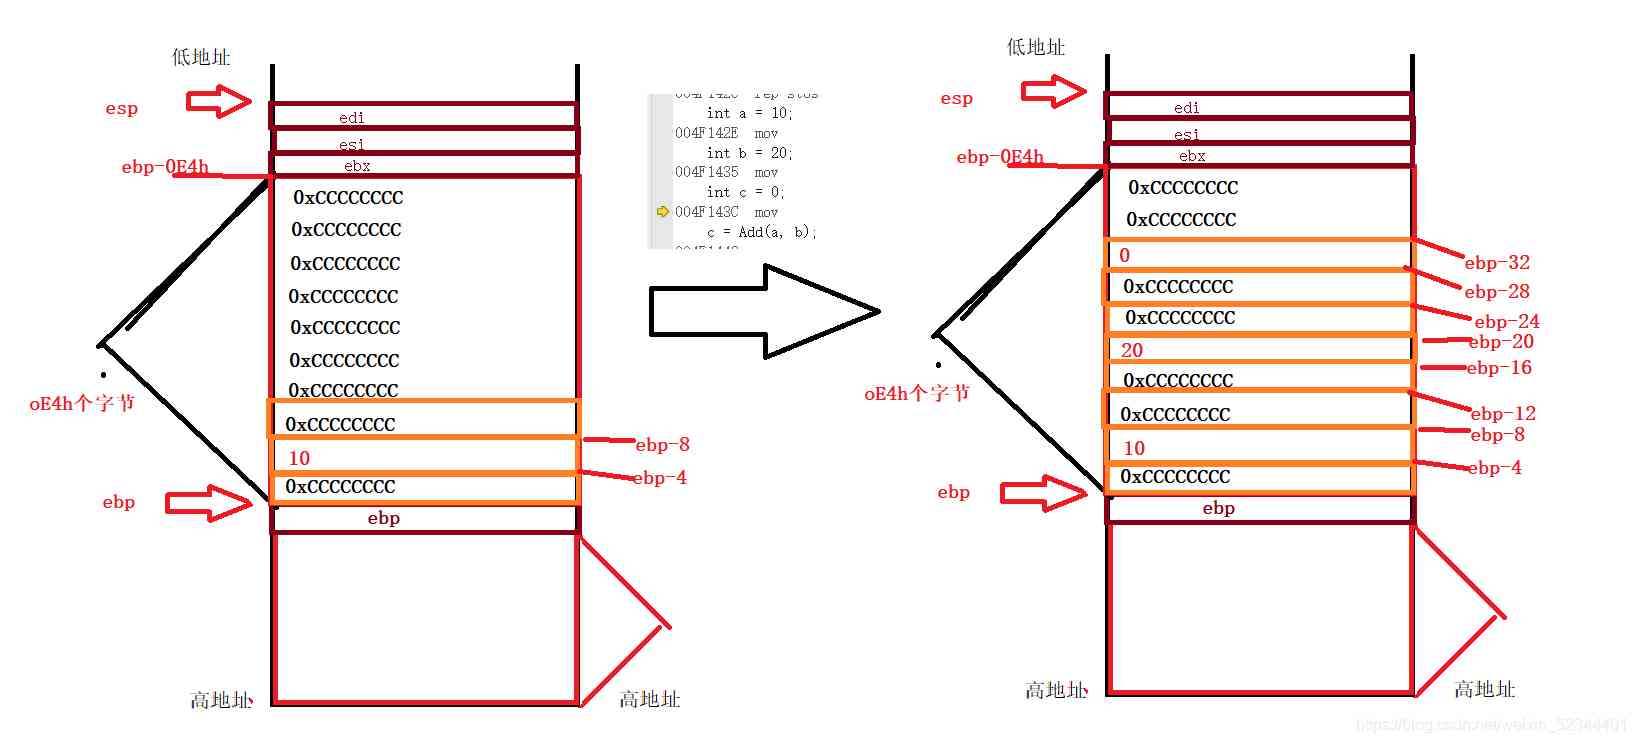 低地址
esp
edi
esi
ebx
ebp-0E4h
0xCCCCCCCC
0xCCCCCCCC
0xCCCCCCCC
0xCCCCCCCC
0xCCCCCCCC
0xCCCCCCCC
0xCCCCCCCC
0xCCCCCCCC
ebp-8
10
ebp-4
0xCCCCCCCC
oE4h个字节
ebp
ebp
高地址
高地址
004F142C rep stos
int a = 10;
004F142E mov
int b = 20;
004F1435 mov
int c = 0;
004F143C mov
c = Add(a, b);
低地址
esp
edi
esi
ebx
ebp-0E4h
0xCCCCCCCC
0xCCCCCCCC
0
ebp-32
0xCCCCCCCC
ebp-28
0xCCCCCCCC
ebp-24
20
ebp-20
ebp-16
0xCCCCCCCC
0xCCCCCCCC
ebp-12
ebp-8
10
ebp-4
0xCCCCCCCC
oE4h个字节
ebp
ebp
高地址
高地址
https://blog.csdn.net/weixin_52344401